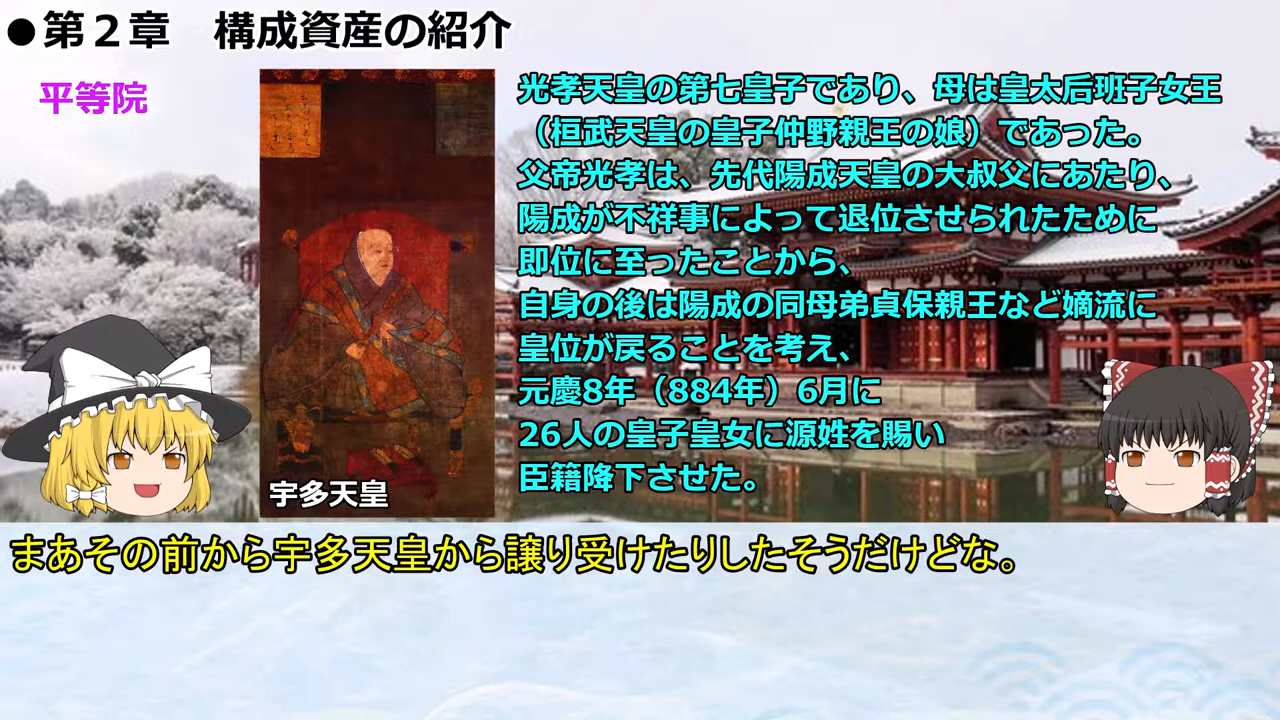 ●第２章　構成資産の紹介
平等院
光孝天皇の第七皇子であり、母は皇太后班子女王
（桓武天皇の皇子仲野親王の娘）であった。
父帝光孝は、先代陽成天皇の大叔父にあたり、
陽成が不祥事によって退位させられたために
即位に至ったことから、
自身の後は陽成の同母弟貞保親王など嫡流に
皇位が戻ることを考え、
元慶8年（884年）6月に
26人の皇子皇女に源姓を賜い
臣籍降下させた。
宇多天皇
まあその前から宇多天皇から譲り受けたりしたそうだけどな。